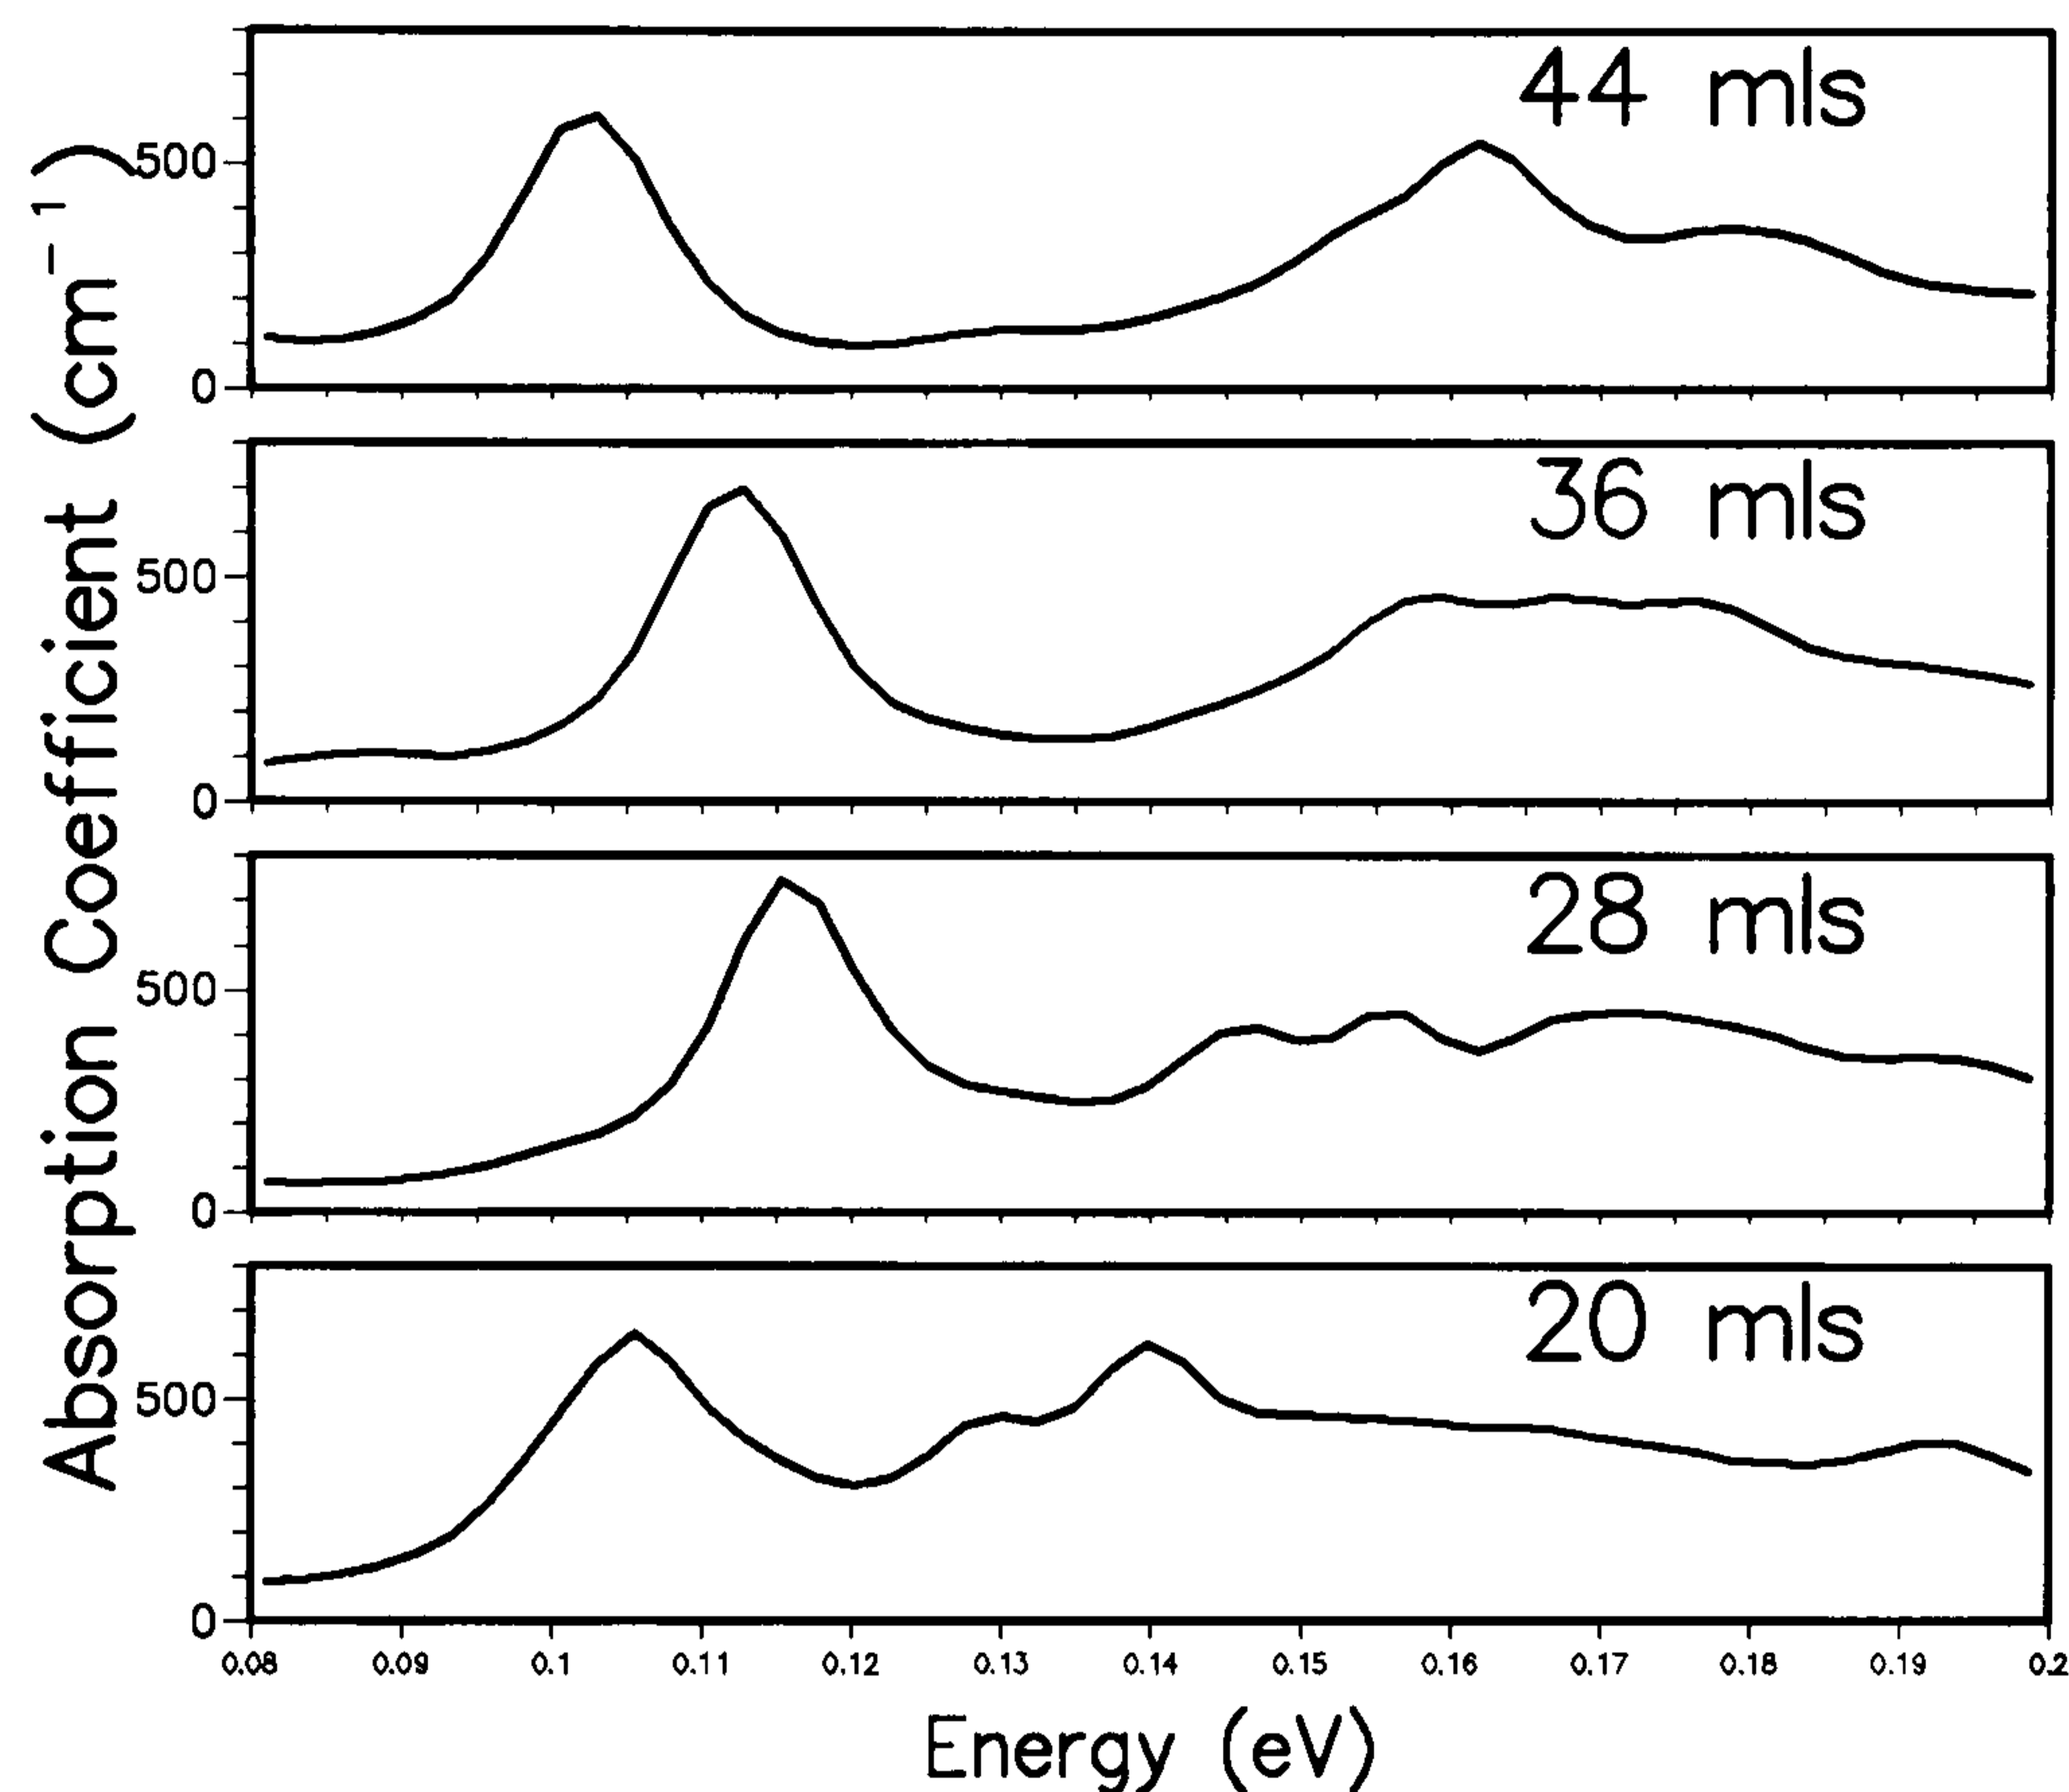 Absorption Coefficient (cm⁻¹)
44 mls
500
0
36 mls
500
0
28 mls
500
0
20 mls
500
0
0.08 0.09 0.1 0.11 0.12 0.13 0.14 0.15 0.16 0.17 0.18 0.19 0.2
Energy (eV)